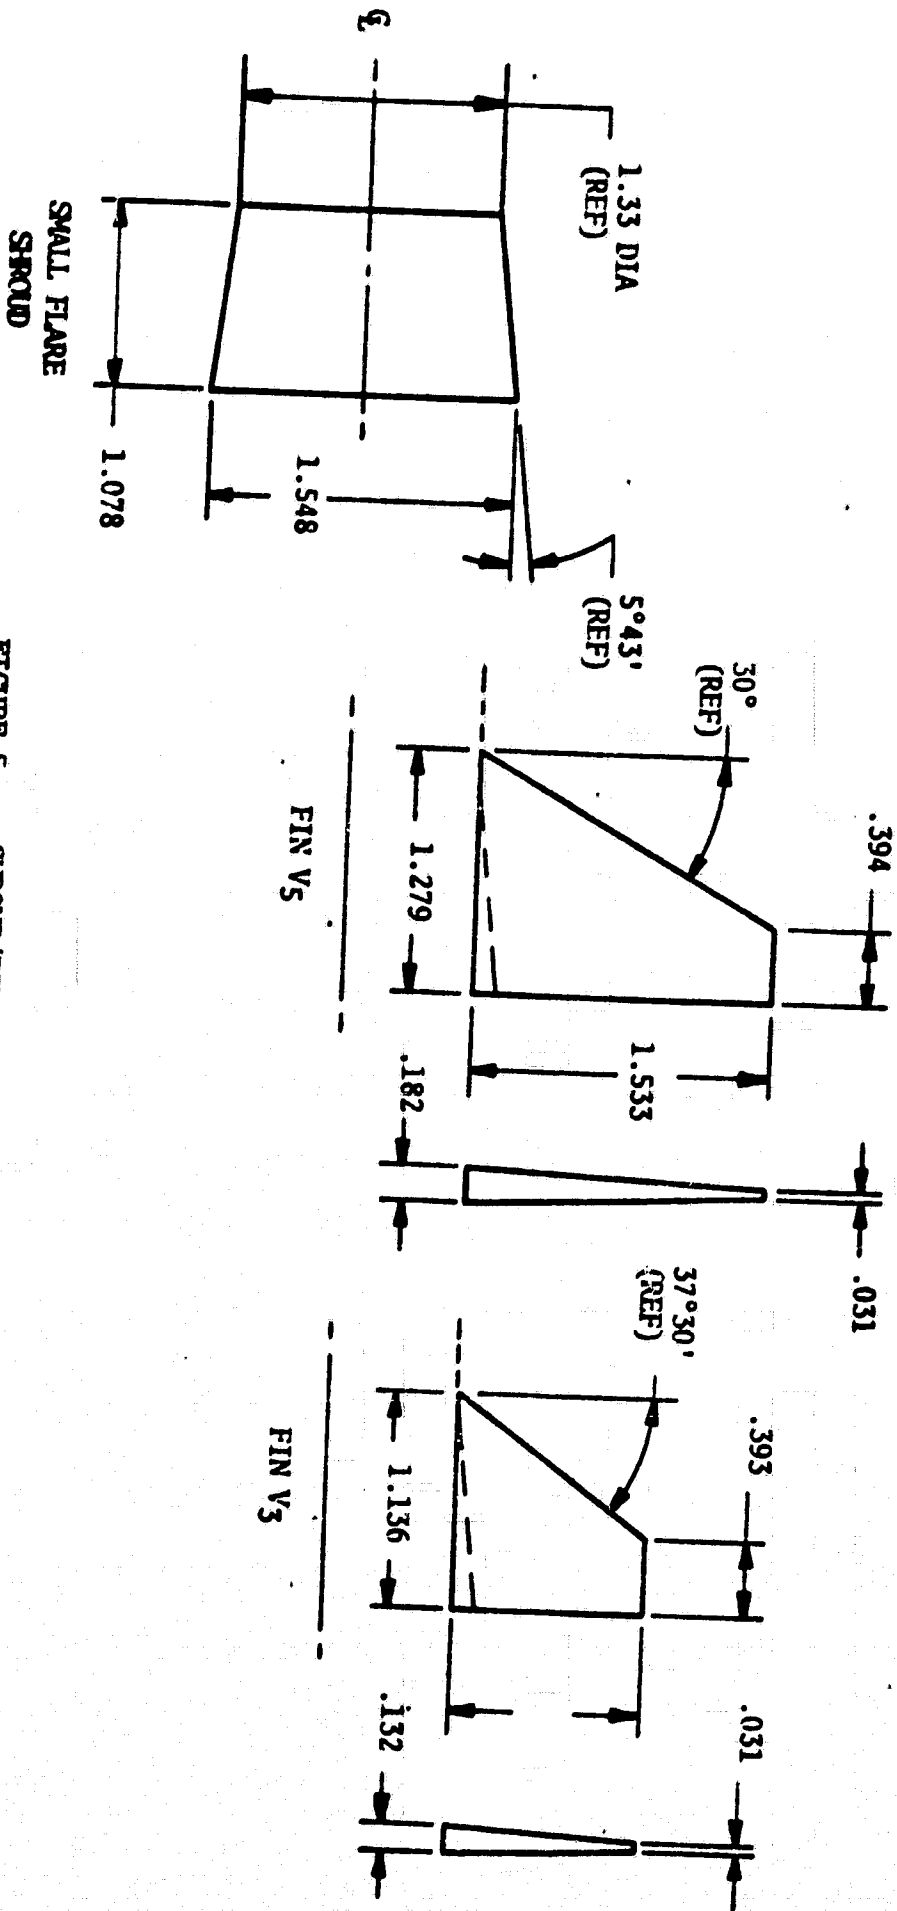 ℄
1.33 DIA
(REF)
1.548
1.078
5°43'
(REF)
SMALL FLARE
SHROUD
30°
(REF)
.394
1.279
1.533
.182
.031
FIN V5
37°30'
(REF)
.393
1.136
.132
.031
FIN V3